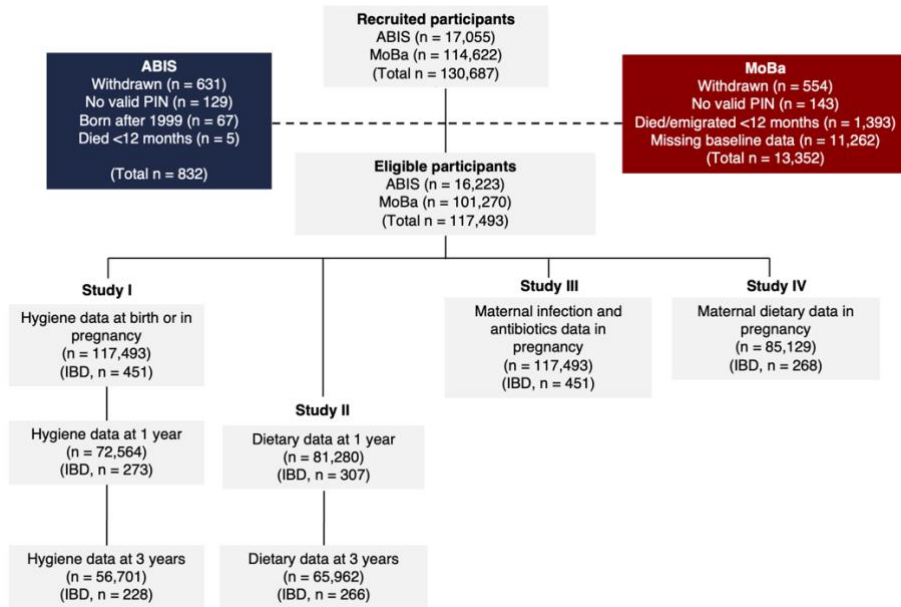 Recruited participants
ABIS (n = 17,055)
MoBa (n = 114,622)
(Total n = 130,687)
ABIS
Withdrawn (n = 631)
No valid PIN (n = 129)
Born after 1999 (n = 67)
Died <12 months (n = 5)
(Total n = 832)
MoBa
Withdrawn (n = 554)
No valid PIN (n = 143)
Died/emigrated <12 months (n = 1,393)
Missing baseline data (n = 11,262)
(Total n = 13,352)
Eligible participants
ABIS (n = 16,223)
MoBa (n = 101,270)
(Total n = 117,493)
Study I
Hygiene data at birth or in
pregnancy
(n = 117,493)
(IBD, n = 451)
Hygiene data at 1 year
(n = 72,564)
(IBD, n = 273)
Hygiene data at 3 years
(n = 56,701)
(IBD, n = 228)
Study II
Dietary data at 1 year
(n = 81,280)
(IBD, n = 307)
Dietary data at 3 years
(n = 65,962)
(IBD, n = 266)
Study III
Maternal infection and
antibiotics data in
pregnancy
(n = 117,493)
(IBD, n = 451)
Study IV
Maternal dietary data in
pregnancy
(n = 85,129)
(IBD, n = 268)